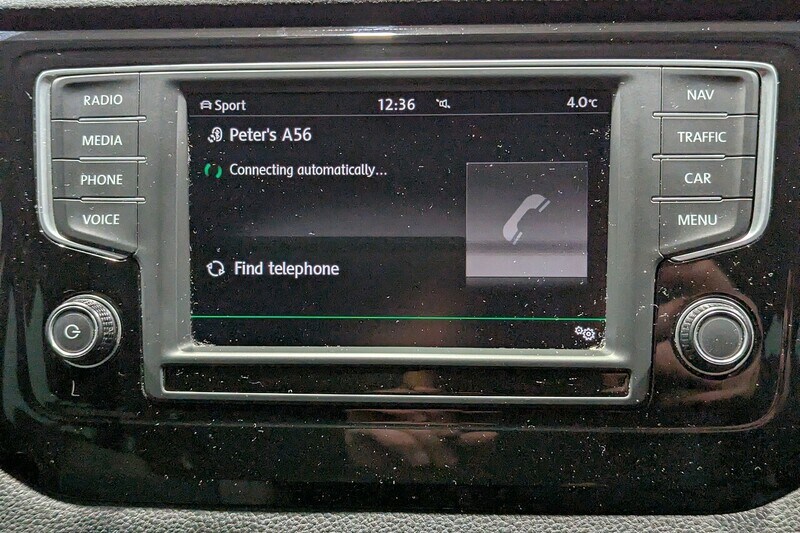 RADIO
MEDIA
PHONE
VOICE
Sport 12:36 4.0°C
Peter's A56
Connecting automatically...
Find telephone
NAV
TRAFFIC
CAR
MENU